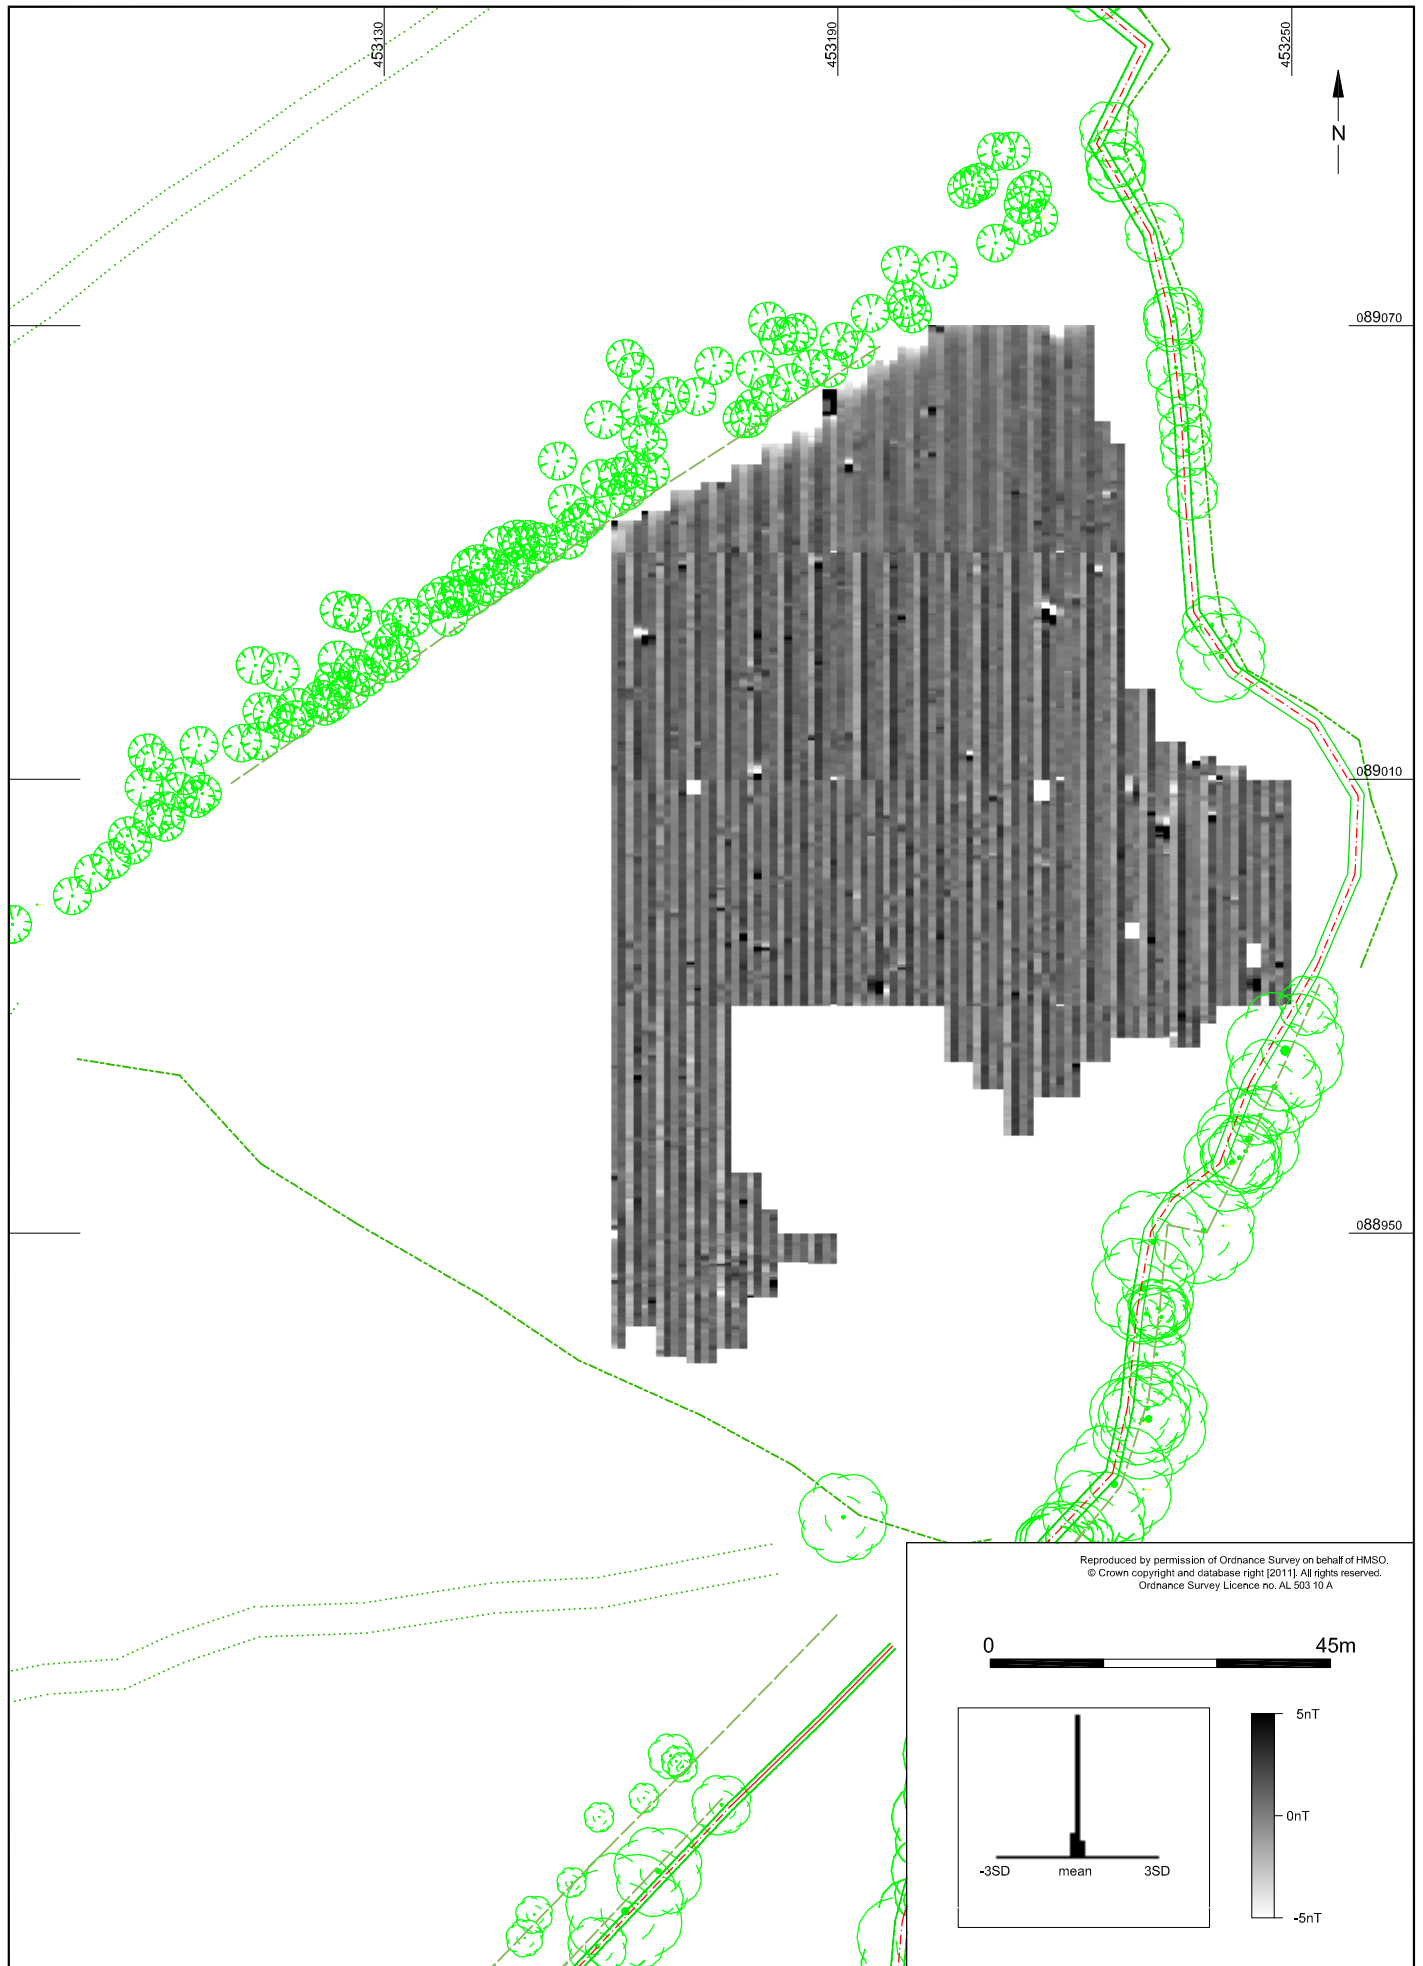 453130
453190
453250
N
089070
089010
088950
Reproduced by permission of Ordnance Survey on behalf of HMSO.
© Crown copyright and database right [2011]. All rights reserved.
Ordnance Survey Licence no. AL 503 10 A
0 45m
5nT
0nT
-5nT
-3SD mean 3SD